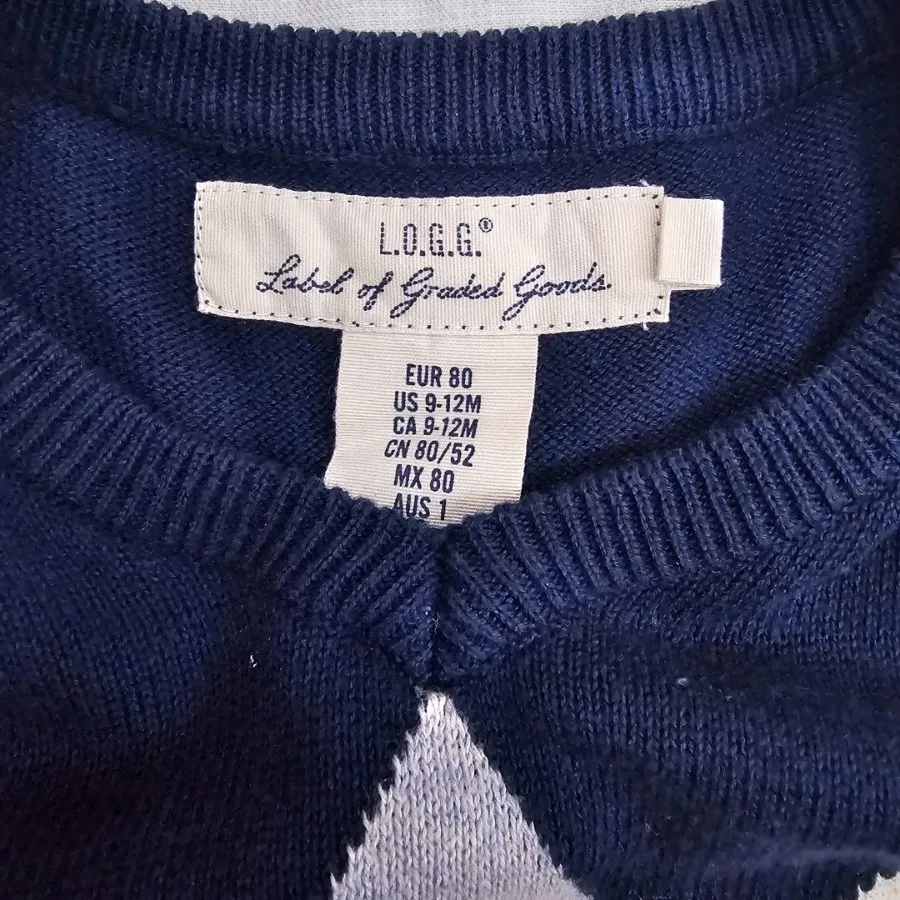 L.O.G.G.®
Label of Graded Goods.
EUR 80
US 9-12M
CA 9-12M
CN 80/52
MX 80
AUS 1